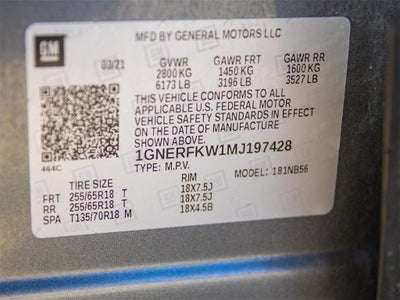 GM
MFD BY GENERAL MOTORS LLC
03/21 GVWR GAWR FRT GAWR RR
2800 KG 1450 KG 1600 KG
6173 LB 3196 LB 3527 LB
THIS VEHICLE CONFORMS TO ALL
APPLICABLE U.S. FEDERAL MOTOR
VEHICLE SAFETY STANDARDS IN EFFECT
ON THE DATE OF MANUFACTURE
SHOWN ABOVE.
464C 1GNERFKW1MJ197428
TYPE: M.P.V. MODEL: 181NB56
TIRE SIZE RIM
FRT 255/65R18 T 18X7.5J
RR 255/65R18 T 18X7.5J
SPA T135/70R18 M 18X4.5B